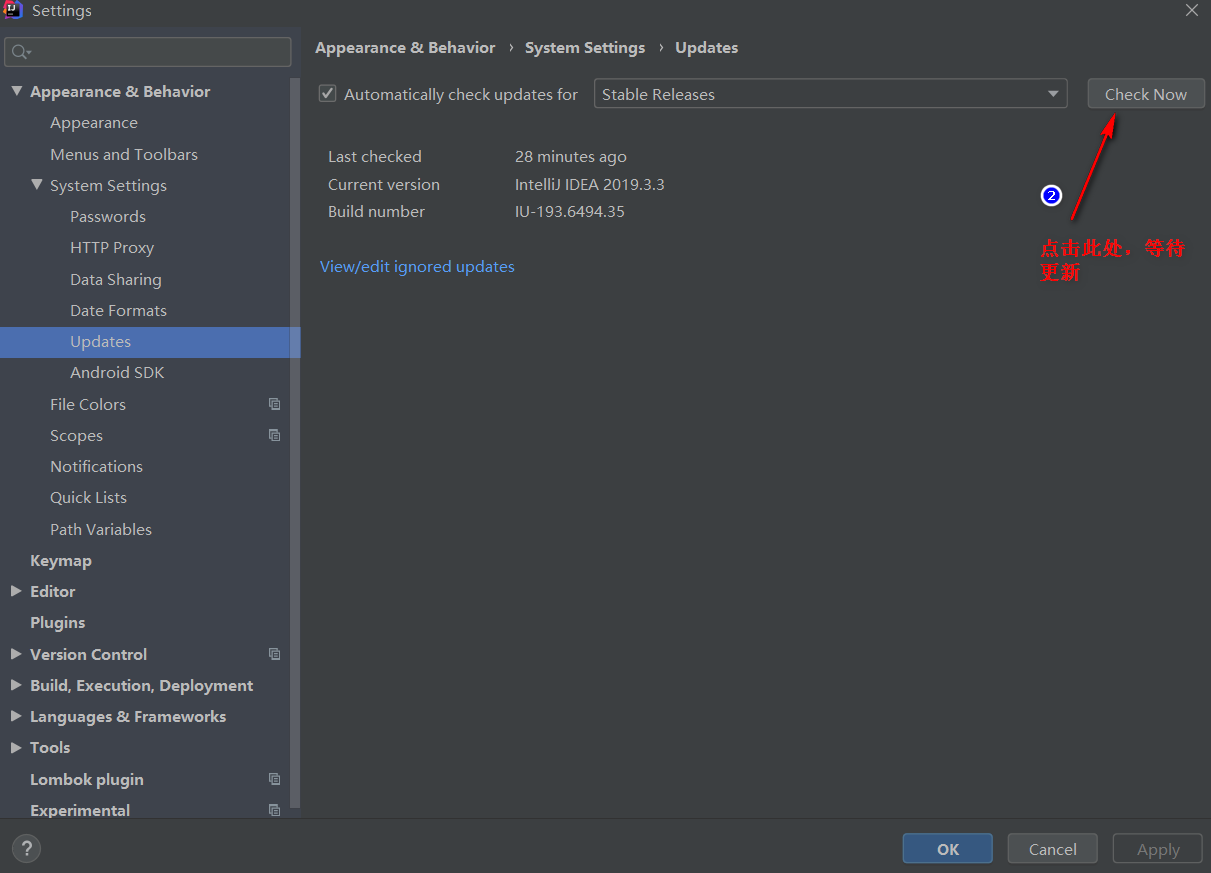 Settings
Appearance & Behavior › System Settings › Updates
Appearance & Behavior
Appearance
Menus and Toolbars
System Settings
Passwords
HTTP Proxy
Data Sharing
Date Formats
Updates
Android SDK
File Colors
Scopes
Notifications
Quick Lists
Path Variables
Keymap
Editor
Plugins
Version Control
Build, Execution, Deployment
Languages & Frameworks
Tools
Lombok plugin
Experimental
Automatically check updates for Stable Releases Check Now
Last checked 28 minutes ago
Current version IntelliJ IDEA 2019.3.3
Build number IU-193.6494.35
View/edit ignored updates
2
点击此处，等待
更新
? OK Cancel Apply